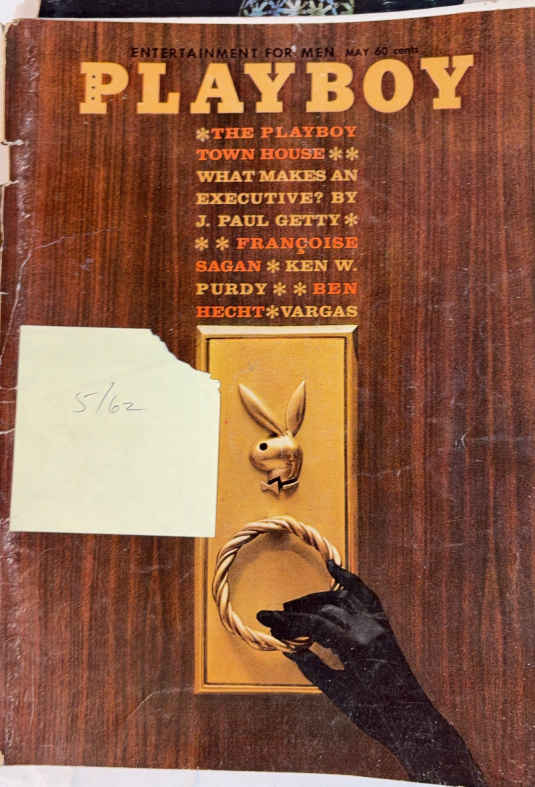 ENTERTAINMENT FOR MEN MAY 60 cents
PLAYBOY
*THE PLAYBOY
TOWN HOUSE **
WHAT MAKES AN
EXECUTIVE? BY
J. PAUL GETTY *
** FRANÇOISE
SAGAN * KEN W.
PURDY ** BEN
HECHT*VARGAS
5/62